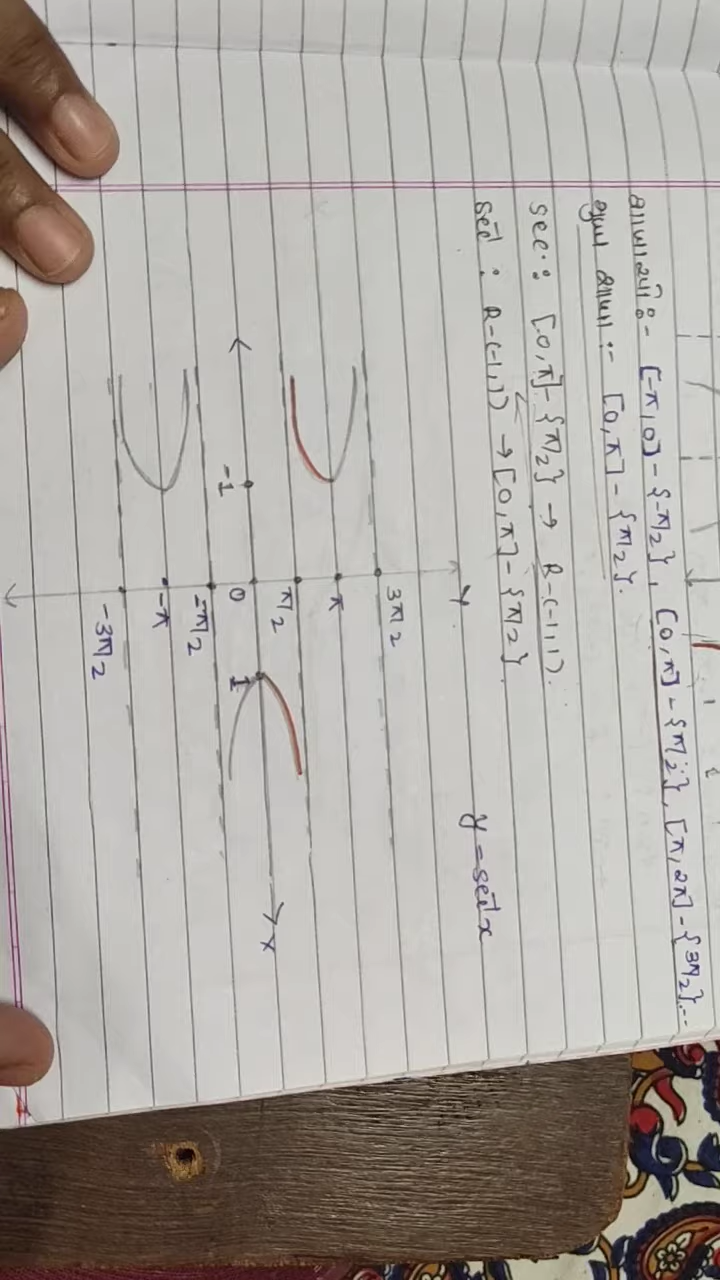 શાખાઓ :- [-π,0]-{-π/2}, [0,π]-{π/2}, [π,2π]-{3π/2}...
મુખ્ય શાખા :- [0,π] - {π/2}.
sec : [0,π]-{π/2} → R-(-1,1).
sec⁻¹ : R-(-1,1) → [0,π]-{π/2}
y = sec⁻¹x
Y
3π/2
π
π/2
-1
0
1
X
-π/2
-π
-3π/2